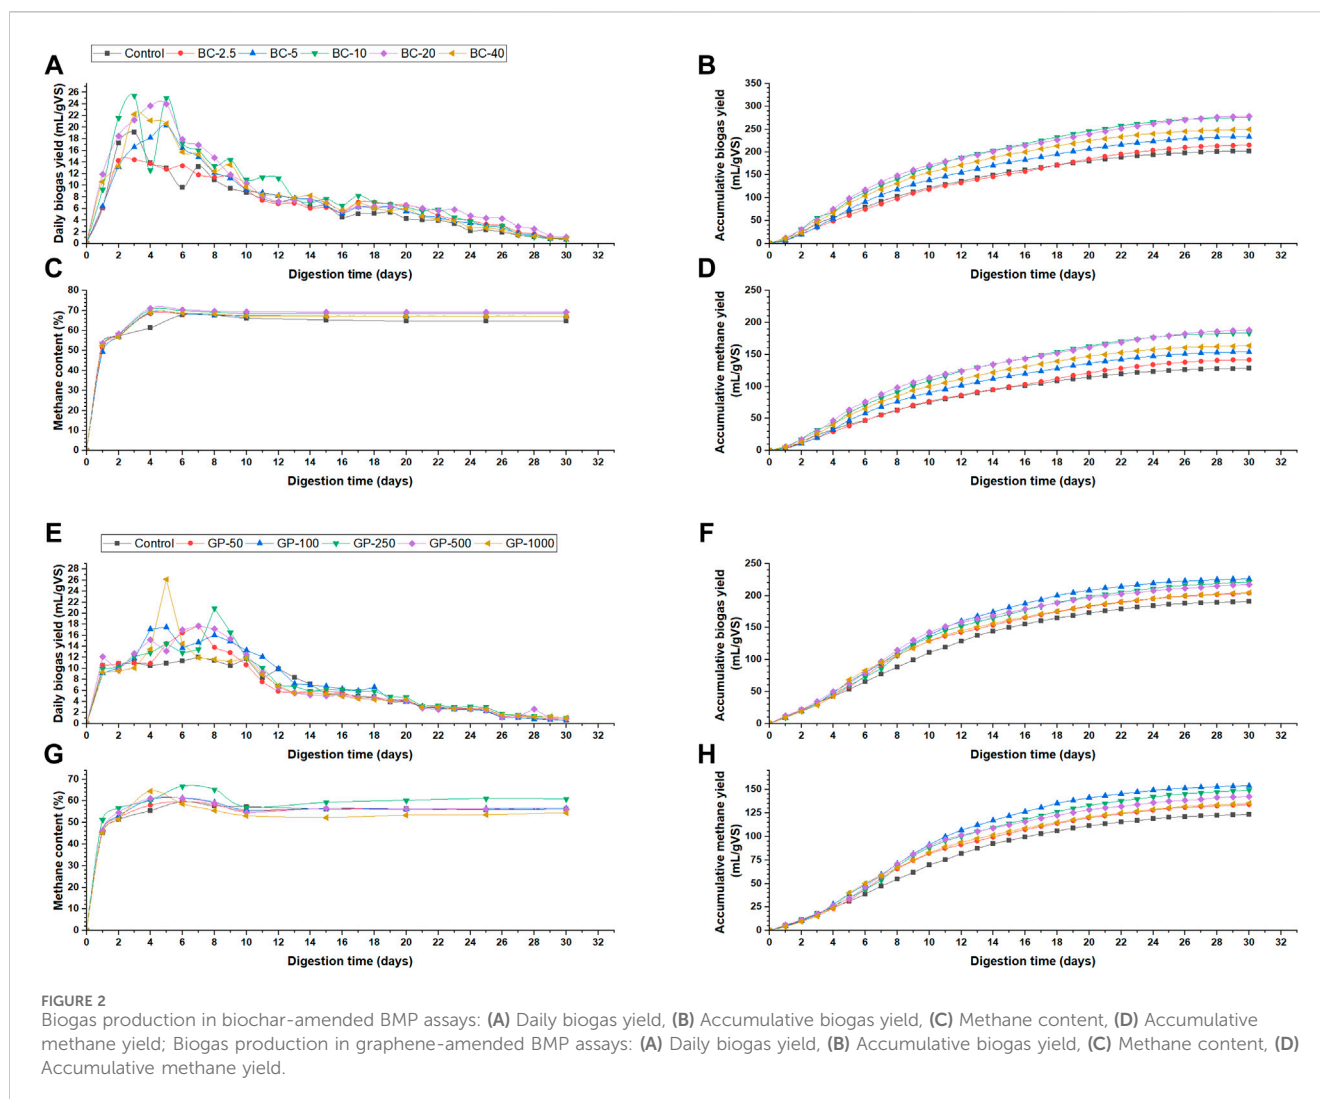 Control BC-2.5 BC-5 BC-10 BC-20 BC-40
A
Daily biogas yield (mL/gVS)
26
24
22
20
18
16
14
12
10
8
6
4
2
0
0 2 4 6 8 10 12 14 16 18 20 22 24 26 28 30 32
Digestion time (days)
B
Accumulative biogas yield
(mL/gVS)
350
300
250
200
150
100
50
0
0 2 4 6 8 10 12 14 16 18 20 22 24 26 28 30 32
Digestion time (days)
C
Methane content (%)
80
70
60
50
40
30
20
10
0
0 2 4 6 8 10 12 14 16 18 20 22 24 26 28 30 32
Digestion time (days)
D
Accumulative methane yield
(mL/gVS)
250
200
150
100
50
0
0 2 4 6 8 10 12 14 16 18 20 22 24 26 28 30 32
Digestion time (days)
E
Control GP-50 GP-100 GP-250 GP-500 GP-1000
Daily biogas yield (mL/gVS)
28
26
24
22
20
18
16
14
12
10
8
6
4
2
0
0 2 4 6 8 10 12 14 16 18 20 22 24 26 28 30 32
Digestion time (days)
F
Accumulative biogas yield
(mL/gVS)
250
200
150
100
50
0
0 2 4 6 8 10 12 14 16 18 20 22 24 26 28 30 32
Digestion time (days)
G
Methane content (%)
70
60
50
40
30
20
10
0
0 2 4 6 8 10 12 14 16 18 20 22 24 26 28 30 32
Digestion time (days)
H
Accumulative methane yield
(mL/gVS)
150
125
100
75
50
25
0
0 2 4 6 8 10 12 14 16 18 20 22 24 26 28 30 32
Digestion time (days)
FIGURE 2
Biogas production in biochar-amended BMP assays: (A) Daily biogas yield, (B) Accumulative biogas yield, (C) Methane content, (D) Accumulative
methane yield; Biogas production in graphene-amended BMP assays: (A) Daily biogas yield, (B) Accumulative biogas yield, (C) Methane content, (D)
Accumulative methane yield.